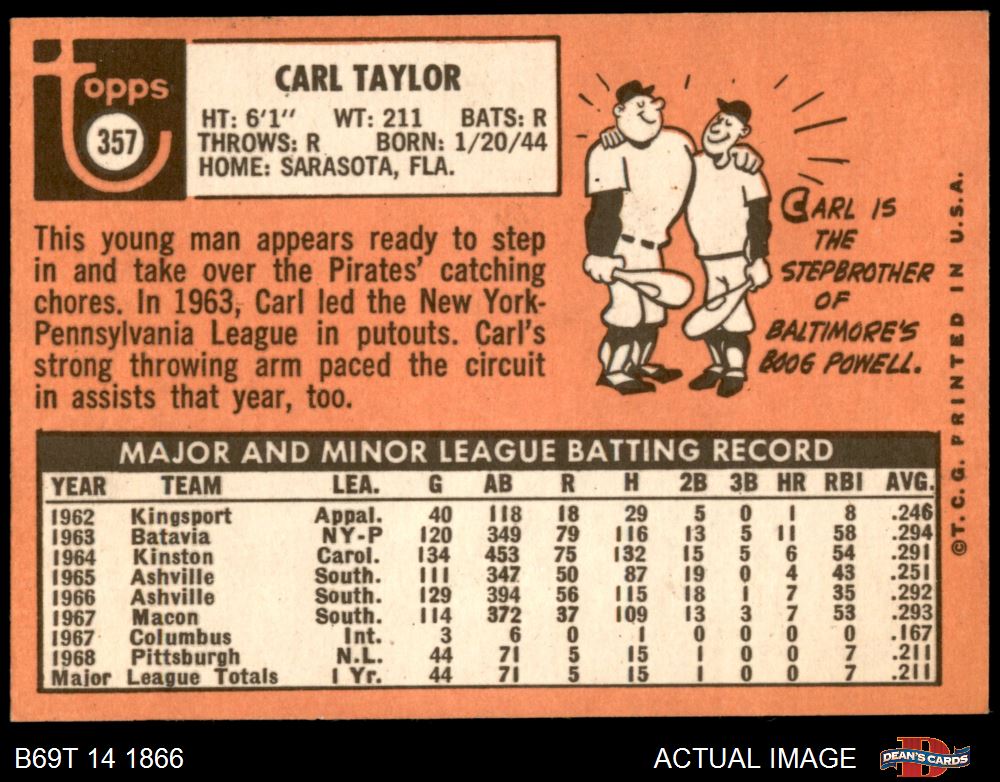 Topps
357
CARL TAYLOR
HT: 6'1" WT: 211 BATS: R
THROWS: R BORN: 1/20/44
HOME: SARASOTA, FLA.
This young man appears ready to step
in and take over the Pirates' catching
chores. In 1963, Carl led the New York-
Pennsylvania League in putouts. Carl's
strong throwing arm paced the circuit
in assists that year, too.
CARL IS
THE
STEPBROTHER
OF
BALTIMORE'S
BOOG POWELL.
©T.C.G. PRINTED IN U.S.A.
MAJOR AND MINOR LEAGUE BATTING RECORD
YEAR TEAM LEA. G AB R H 2B 3B HR RBI AVG.
1962 Kingsport Appal. 40 118 18 29 5 0 1 8 .246
1963 Batavia NY-P 120 349 79 116 13 5 11 58 .294
1964 Kinston Carol. 134 453 75 132 15 5 6 54 .291
1965 Ashville South. 111 347 50 87 19 0 4 43 .251
1966 Ashville South. 129 394 56 115 18 1 7 35 .292
1967 Macon South. 114 372 37 109 13 3 7 53 .293
1967 Columbus Int. 3 6 0 1 0 0 0 0 .167
1968 Pittsburgh N.L. 44 71 5 15 1 0 0 7 .211
Major League Totals 1 Yr. 44 71 5 15 1 0 0 7 .211
B69T 14 1866
ACTUAL IMAGE
DEAN'S CARDS